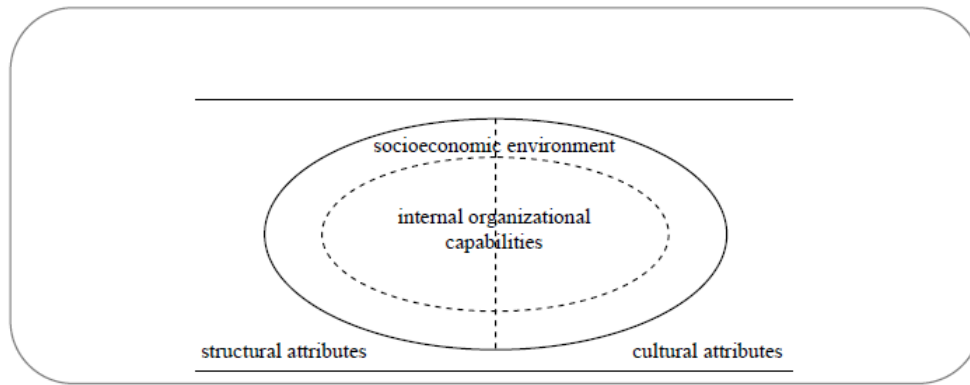 socioeconomic environment
internal organizational
capabilities
structural attributes
cultural attributes